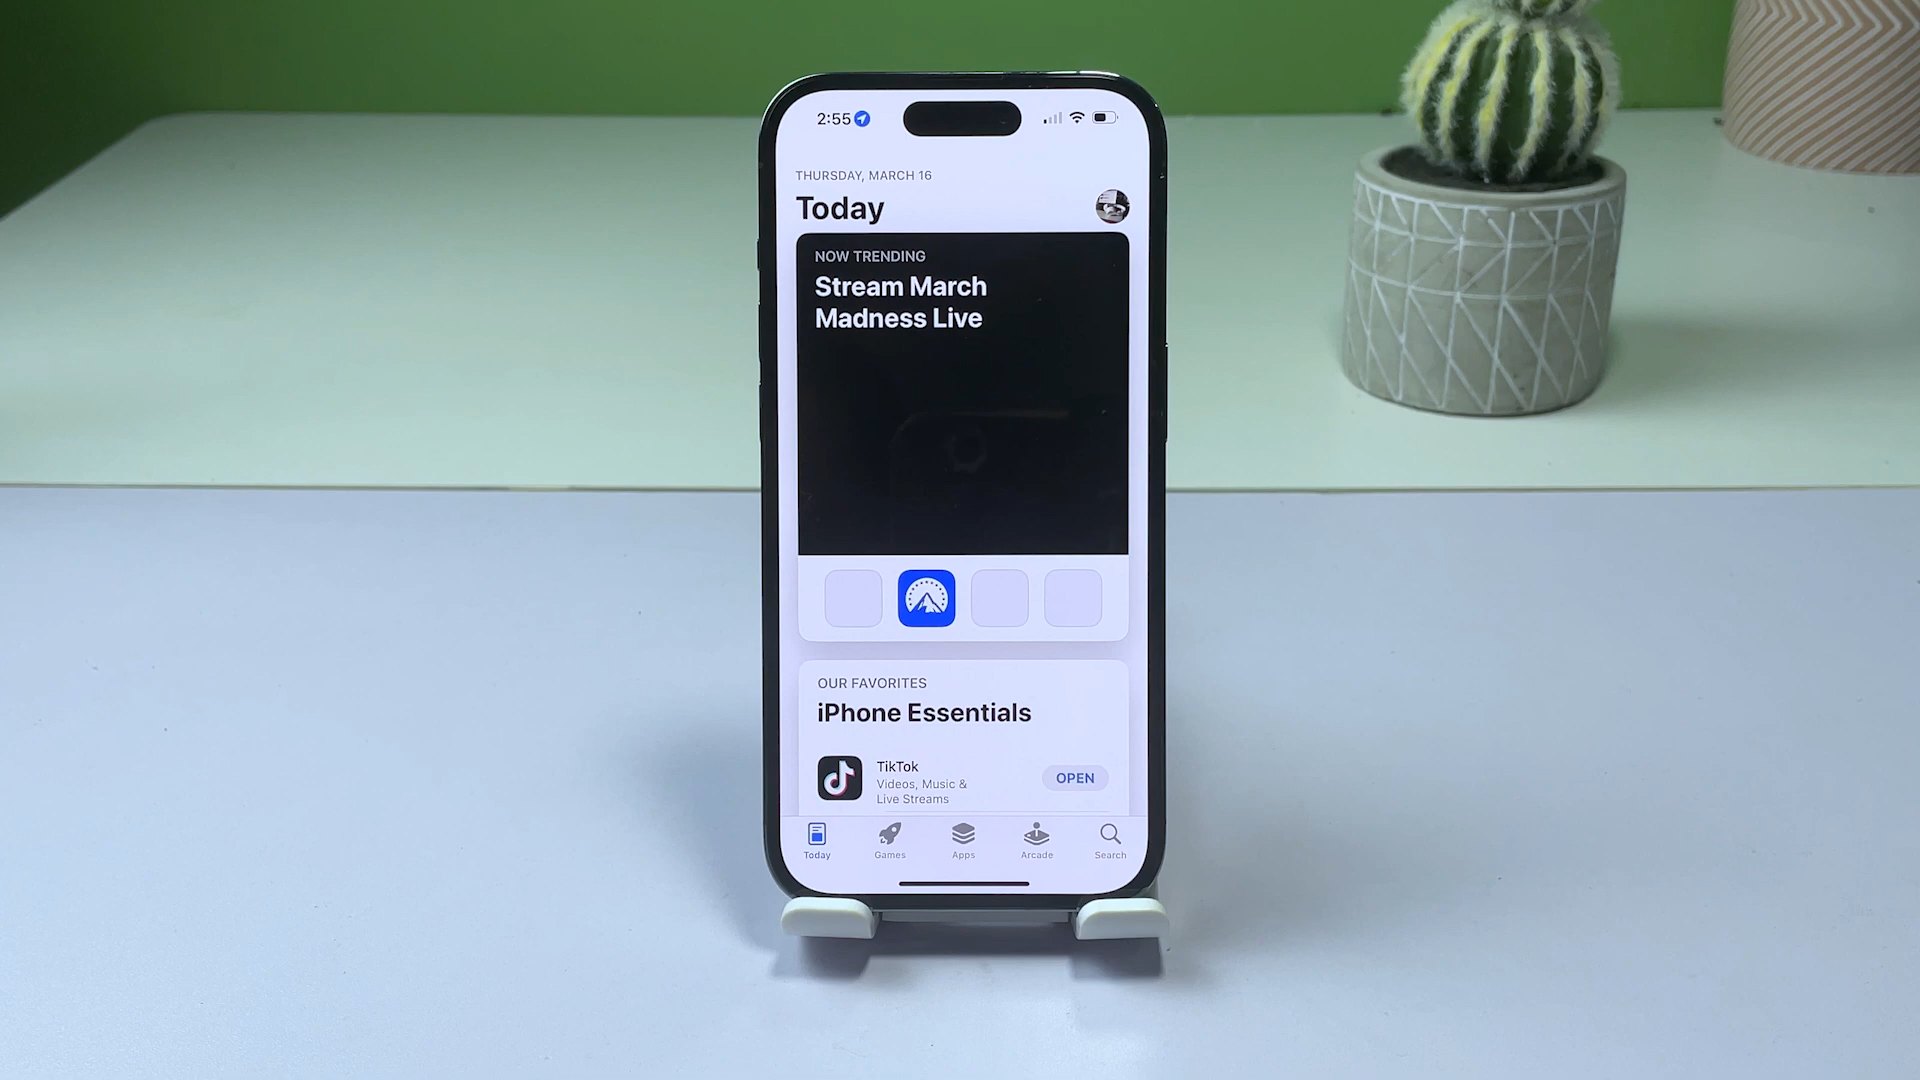 2:55
THURSDAY, MARCH 16
Today
NOW TRENDING
Stream March
Madness Live
OUR FAVORITES
iPhone Essentials
TikTok
Videos, Music &
Live Streams
OPEN
Today
Games
Apps
Arcade
Search